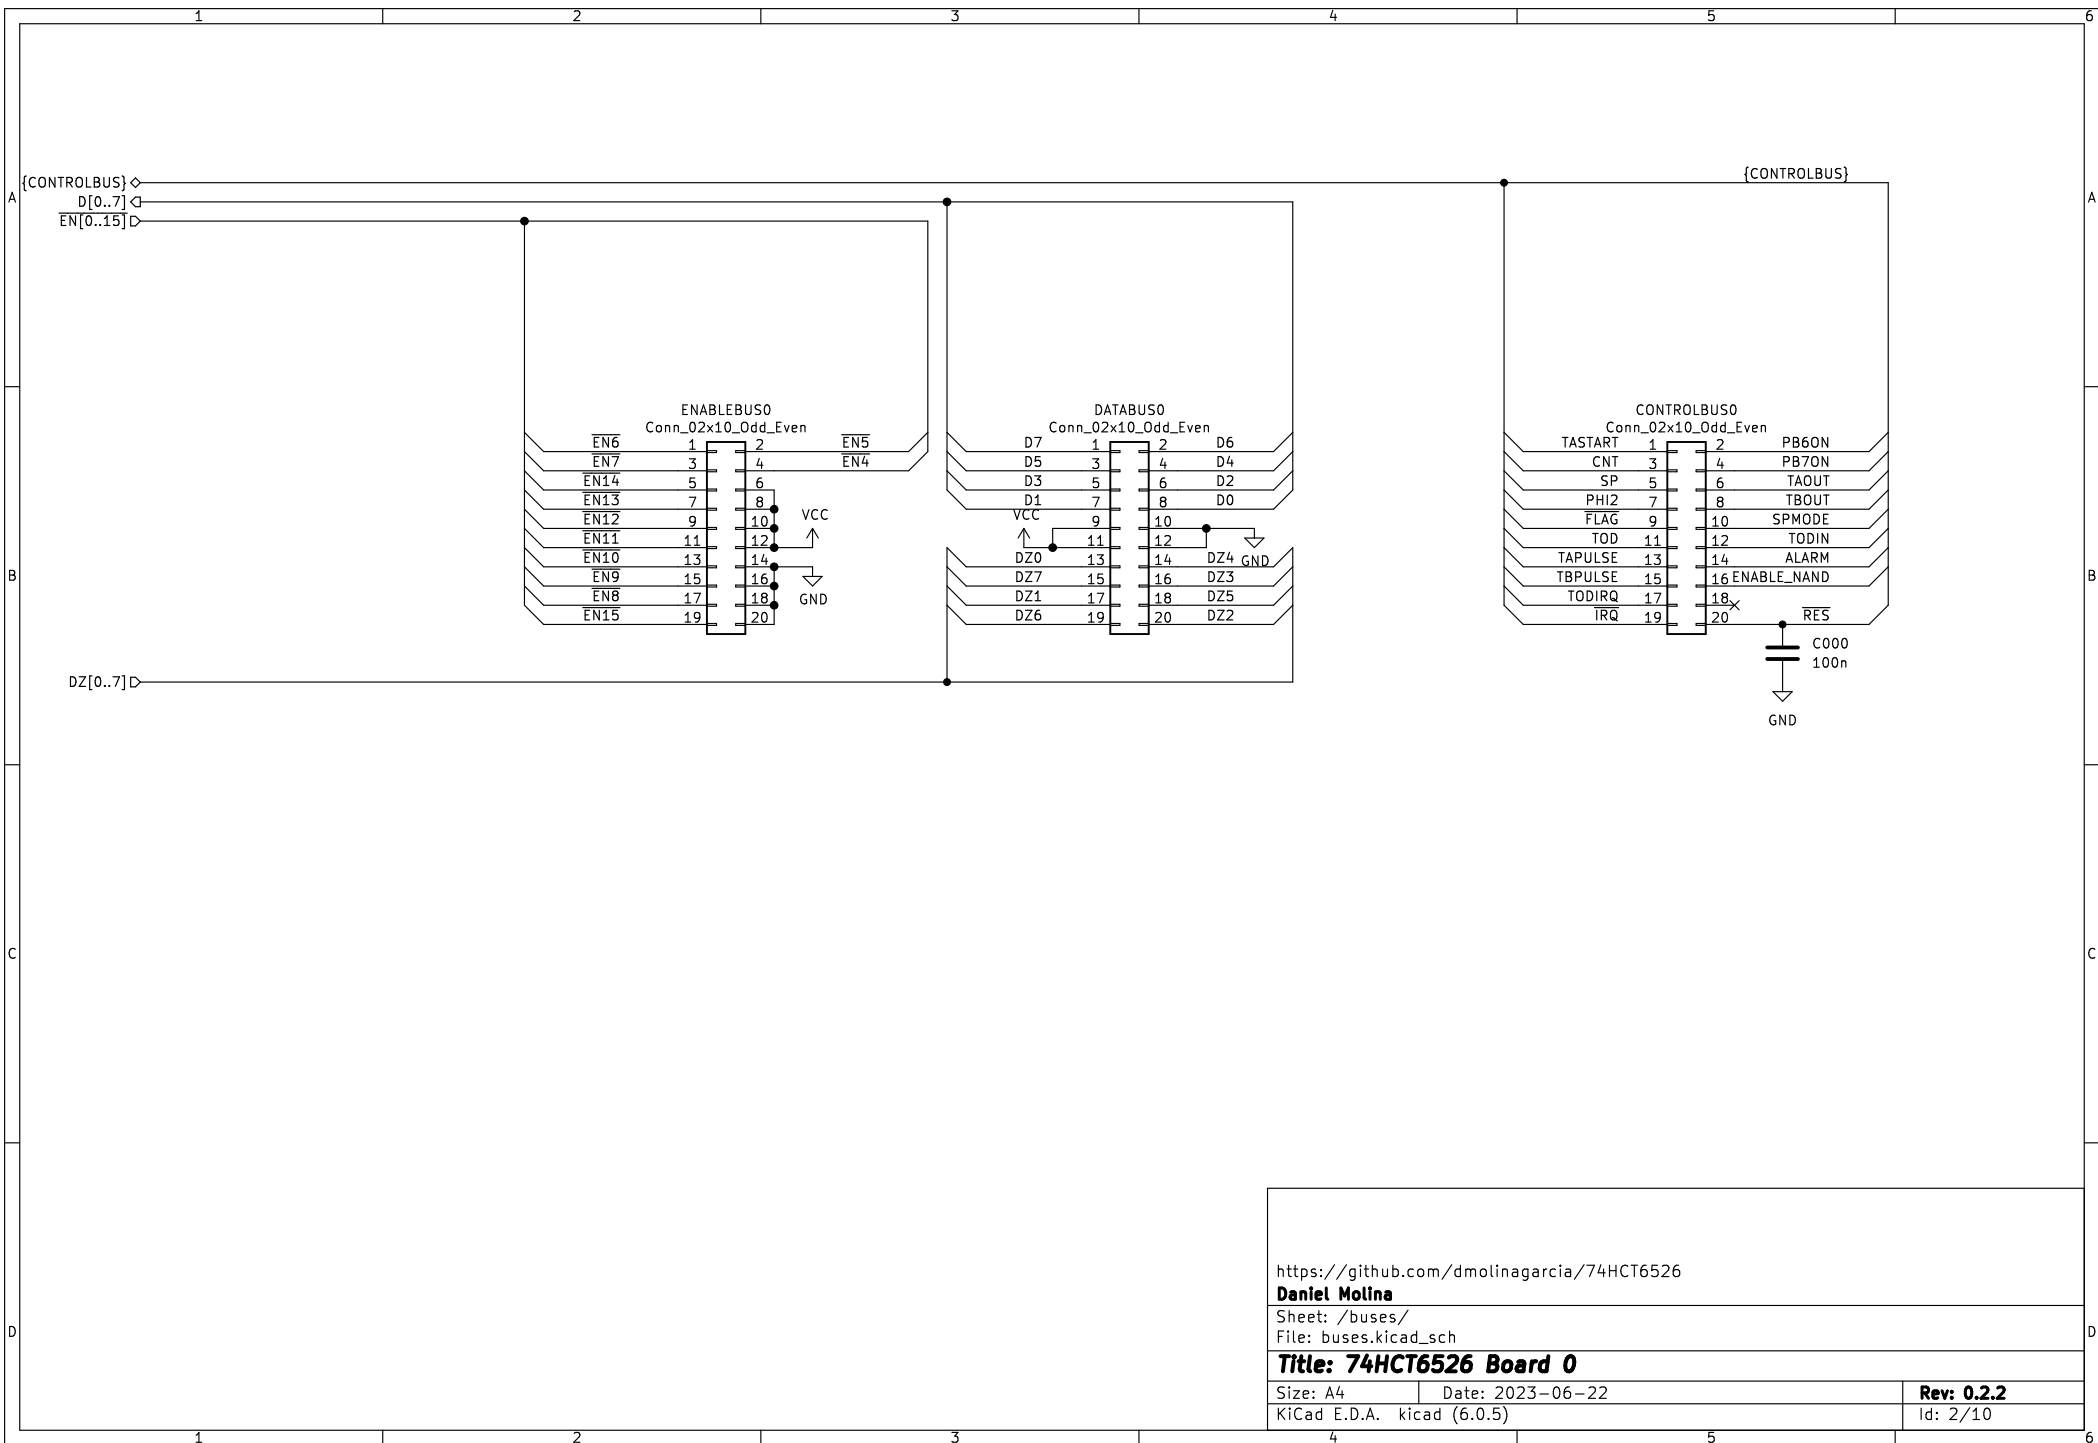 1 2 3 4 5 6
{CONTROLBUS}
{CONTROLBUS}
A D[0..7] A
EN[0..15]
ENABLEBUS0 DATABUS0 CONTROLBUS0
Conn_02x10_Odd_Even Conn_02x10_Odd_Even Conn_02x10_Odd_Even
EN6 1 2 EN5 D7 1 2 D6 TASTART 1 2 PB6ON
EN7 3 4 EN4 D5 3 4 D4 CNT 3 4 PB7ON
EN14 5 6 D3 5 6 D2 SP 5 6 TAOUT
EN13 7 8 D1 7 8 D0 PHI2 7 8 TBOUT
EN12 9 10 VCC VCC 9 10 FLAG 9 10 SPMODE
EN11 11 12 11 12 TOD 11 12 TODIN
EN10 13 14 DZ0 13 14 DZ4 GND TAPULSE 13 14 ALARM
B EN9 15 16 DZ7 15 16 DZ3 TBPULSE 15 16 ENABLE_NAND B
EN8 17 18 GND DZ1 17 18 DZ5 TODIRQ 17 18
EN15 19 20 DZ6 19 20 DZ2 IRQ 19 20 RES
C000
100n
DZ[0..7]
GND
C C
https://github.com/dmolinagarcia/74HCT6526
Daniel Molina
Sheet: /buses/
D D
File: buses.kicad_sch
Title: 74HCT6526 Board 0
Size: A4 Date: 2023-06-22 Rev: 0.2.2
KiCad E.D.A. kicad (6.0.5) Id: 2/10
1 2 3 4 5 6